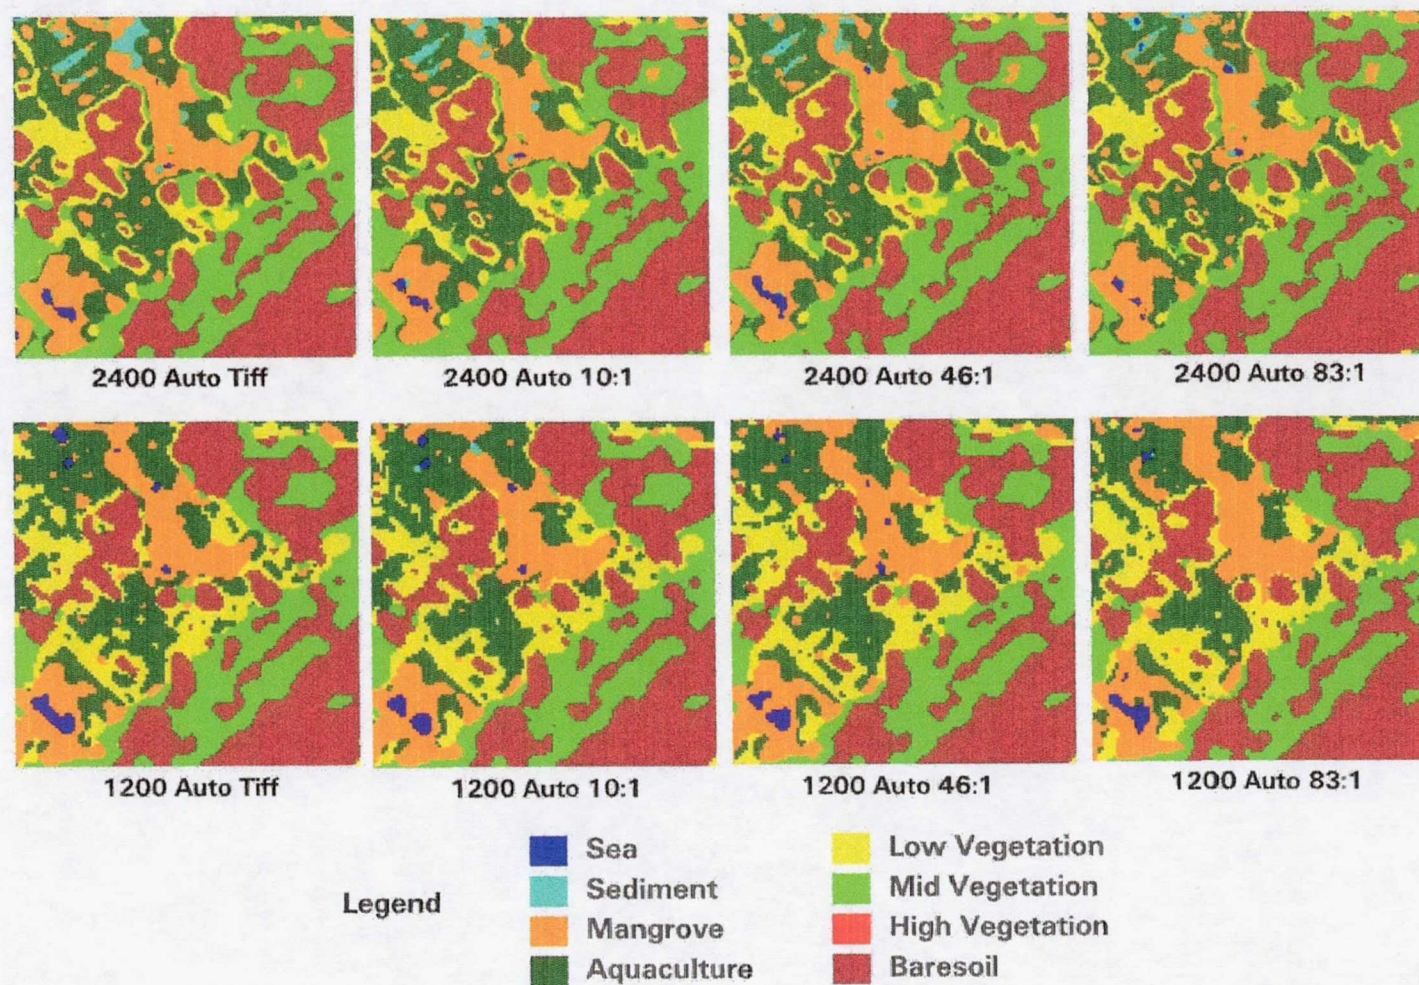 2400 Auto Tiff
2400 Auto 10:1
2400 Auto 46:1
2400 Auto 83:1
1200 Auto Tiff
1200 Auto 10:1
1200 Auto 46:1
1200 Auto 83:1
Legend
Sea
Sediment
Mangrove
Aquaculture
Low Vegetation
Mid Vegetation
High Vegetation
Baresoil